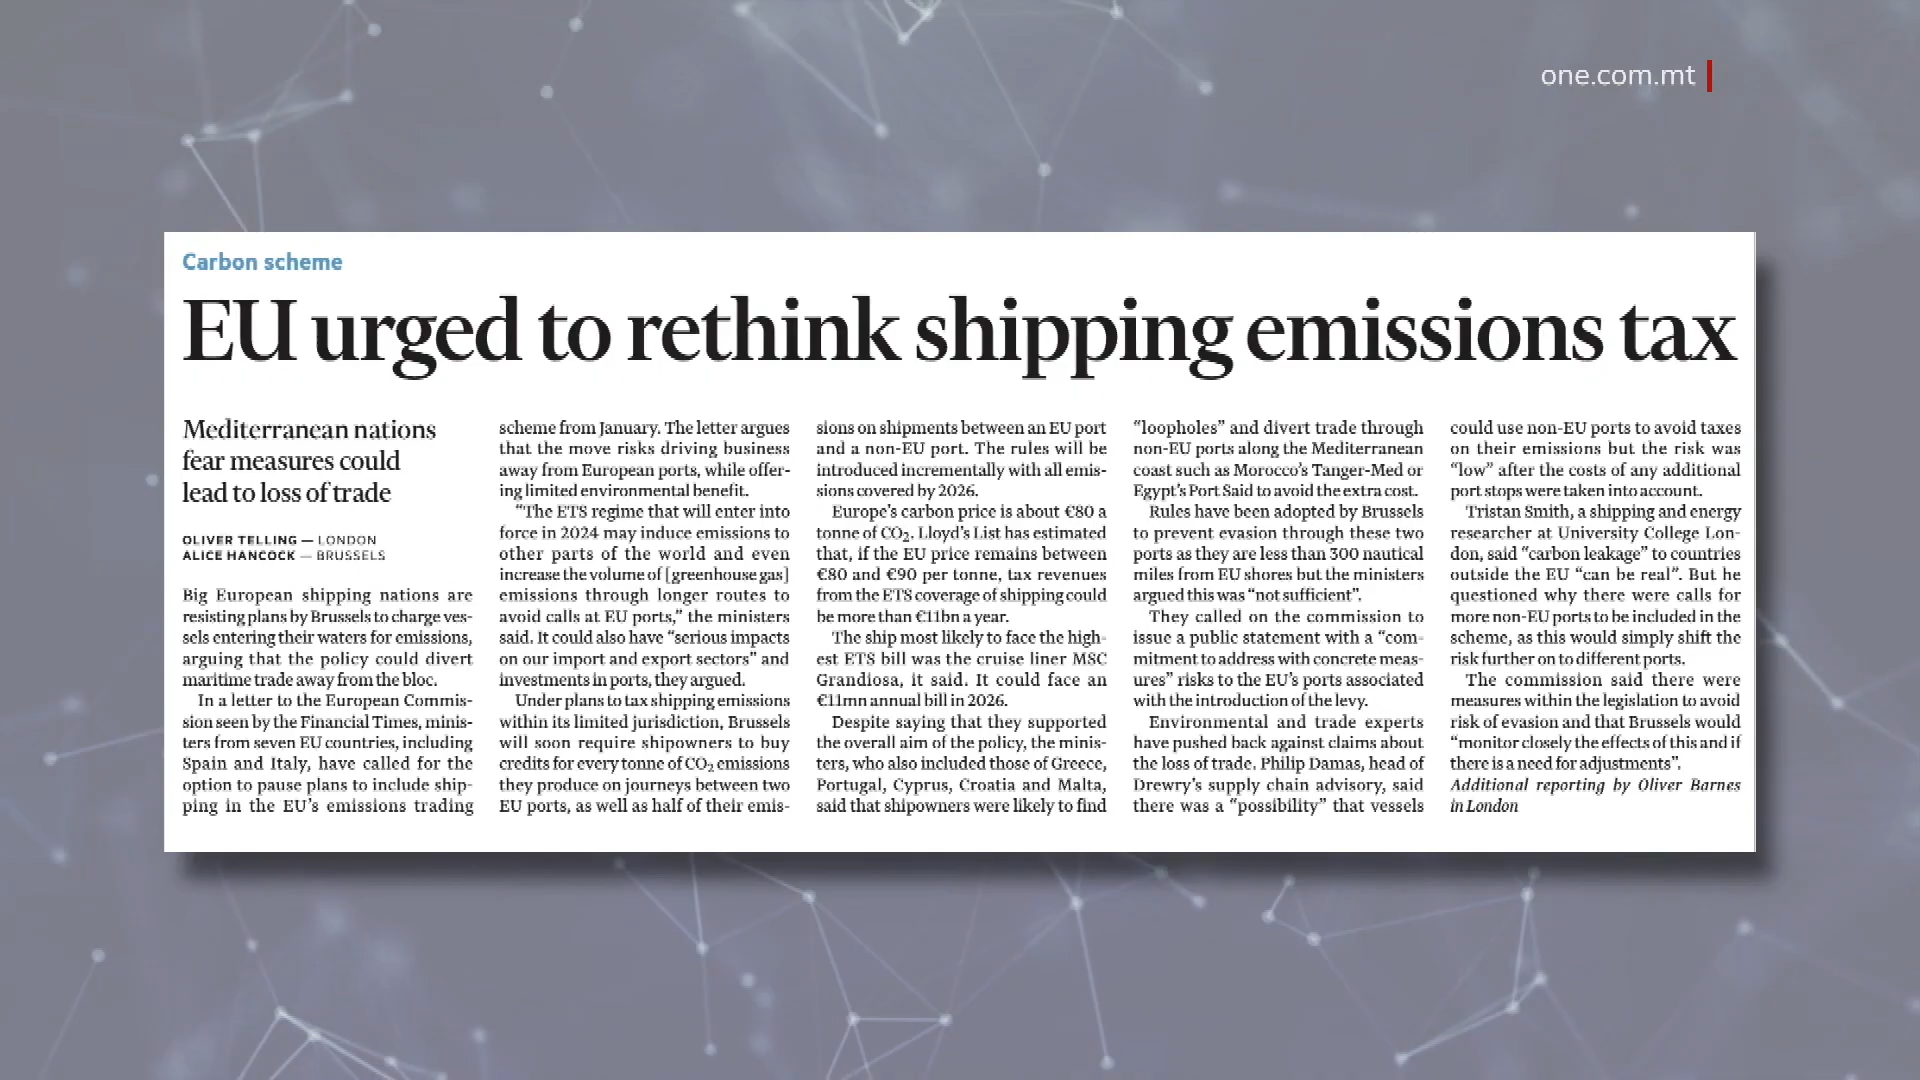 one.com.mt
Carbon scheme
EU urged to rethink shipping emissions tax
Mediterranean nations
fear measures could
lead to loss of trade
OLIVER TELLING — LONDON
ALICE HANCOCK — BRUSSELS
Big European shipping nations are
resisting plans by Brussels to charge ves-
sels entering their waters for emissions,
arguing that the policy could divert
maritime trade away from the bloc.
In a letter to the European Commis-
sion seen by the Financial Times, minis-
ters from seven EU countries, including
Spain and Italy, have called for the
option to pause plans to include ship-
ping in the EU's emissions trading
scheme from January. The letter argues
that the move risks driving business
away from European ports, while offer-
ing limited environmental benefit.
“The ETS regime that will enter into
force in 2024 may induce emissions to
other parts of the world and even
increase the volume of [greenhouse gas]
emissions through longer routes to
avoid calls at EU ports,” the ministers
said. It could also have “serious impacts
on our import and export sectors” and
investments in ports, they argued.
Under plans to tax shipping emissions
within its limited jurisdiction, Brussels
will soon require shipowners to buy
credits for every tonne of CO₂ emissions
they produce on journeys between two
EU ports, as well as half of their emis-
sions on shipments between an EU port
and a non-EU port. The rules will be
introduced incrementally with all emis-
sions covered by 2026.
Europe's carbon price is about €80 a
tonne of CO₂. Lloyd's List has estimated
that, if the EU price remains between
€80 and €90 per tonne, tax revenues
from the ETS coverage of shipping could
be more than €11bn a year.
The ship most likely to face the high-
est ETS bill was the cruise liner MSC
Grandiosa, it said. It could face an
€11mn annual bill in 2026.
Despite saying that they supported
the overall aim of the policy, the minis-
ters, who also included those of Greece,
Portugal, Cyprus, Croatia and Malta,
said that shipowners were likely to find
“loopholes” and divert trade through
non-EU ports along the Mediterranean
coast such as Morocco's Tanger-Med or
Egypt's Port Said to avoid the extra cost.
Rules have been adopted by Brussels
to prevent evasion through these two
ports as they are less than 300 nautical
miles from EU shores but the ministers
argued this was “not sufficient”.
They called on the commission to
issue a public statement with a “com-
mitment to address with concrete meas-
ures” risks to the EU's ports associated
with the introduction of the levy.
Environmental and trade experts
have pushed back against claims about
the loss of trade. Philip Damas, head of
Drewry's supply chain advisory, said
there was a “possibility” that vessels
could use non-EU ports to avoid taxes
on their emissions but the risk was
“low” after the costs of any additional
port stops were taken into account.
Tristan Smith, a shipping and energy
researcher at University College Lon-
don, said “carbon leakage” to countries
outside the EU “can be real”. But he
questioned why there were calls for
more non-EU ports to be included in the
scheme, as this would simply shift the
risk further on to different ports.
The commission said there were
measures within the legislation to avoid
risk of evasion and that Brussels would
“monitor closely the effects of this and if
there is a need for adjustments”.
Additional reporting by Oliver Barnes
in London